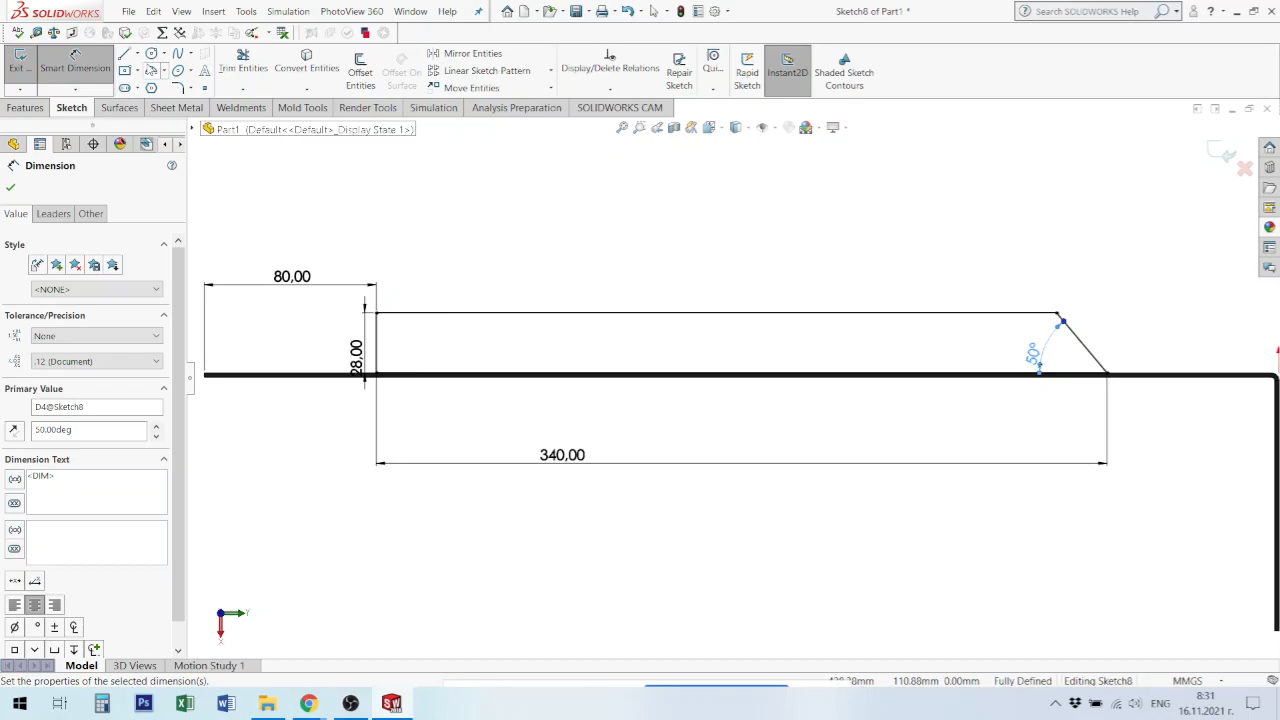 SOLIDWORKS File Edit View Insert Tools Simulation PhotoView 360 Window Help Sketch8 of Part1 * Search SOLIDWORKS Help
Exit ... Smart Dimension Trim Entities Convert Entities Offset Entities Offset On Surface Mirror Entities Linear Sketch Pattern Move Entities Display/Delete Relations Repair Sketch Qui... Rapid Sketch Instant2D Shaded Sketch Contours
Features Sketch Surfaces Sheet Metal Weldments Mold Tools Render Tools Simulation Analysis Preparation SOLIDWORKS CAM
Part1 (Default<<Default>_Display State 1>)
Dimension
Value Leaders Other
Style
<NONE>
Tolerance/Precision
None
.12 (Document)
Primary Value
D4@Sketch8
50.00deg
Dimension Text
<DIM>
80,00
28,00
50°
340,00
Y
X
Model 3D Views Motion Study 1
Set the properties of the selected dimension(s). 110.88mm 0.00mm Fully Defined Editing Sketch8 MMGS
ENG 8:31
16.11.2021 г.